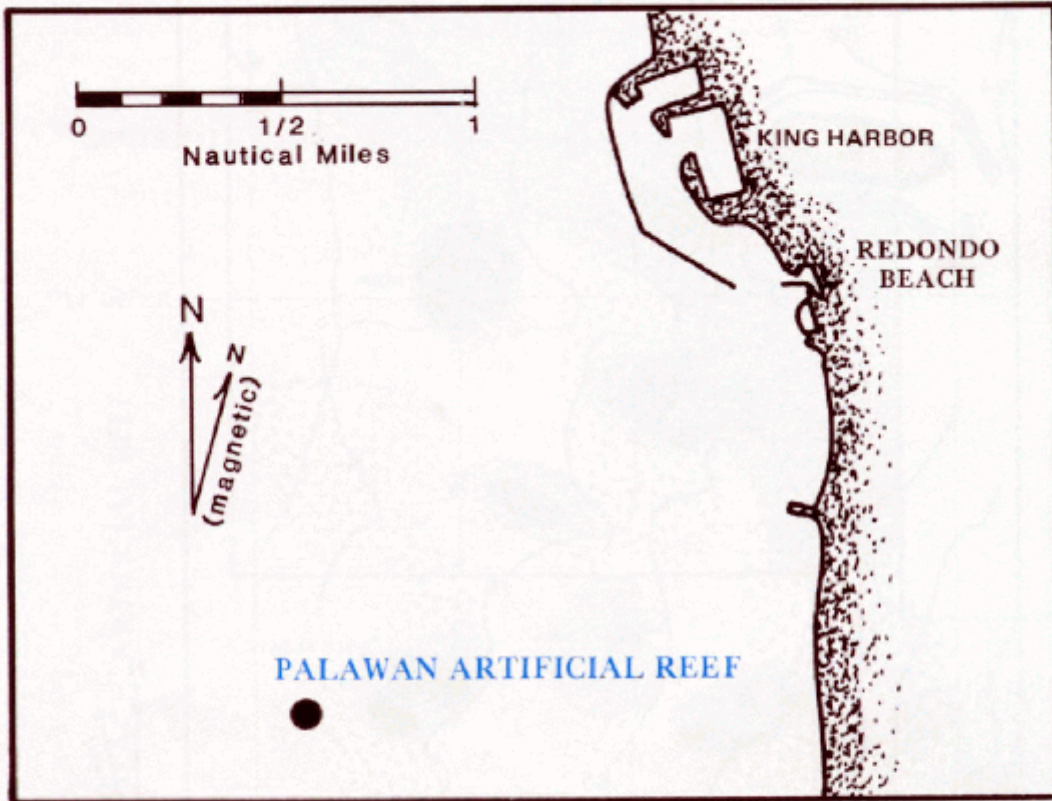 0 1/2 1
Nautical Miles
KING HARBOR
REDONDO
BEACH
N
N
(magnetic)
PALAWAN ARTIFICIAL REEF